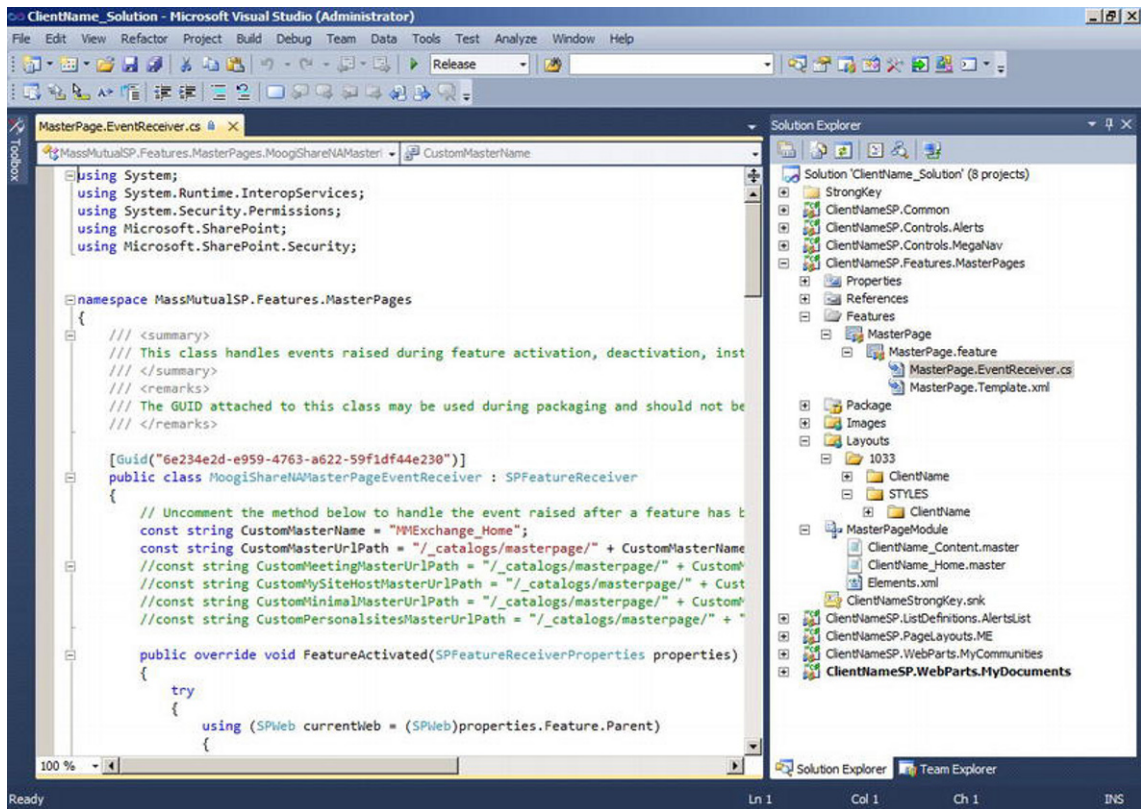 ClientName_Solution - Microsoft Visual Studio (Administrator)
File Edit View Refactor Project Build Debug Team Data Tools Test Analyze Window Help
Release
Toolbox
MasterPage.EventReceiver.cs
MassMutualSP.Features.MasterPages.MoogiShareNAMasterl
CustomMasterName
using System;
using System.Runtime.InteropServices;
using System.Security.Permissions;
using Microsoft.SharePoint;
using Microsoft.SharePoint.Security;
namespace MassMutualSP.Features.MasterPages
{
/// <summary>
/// This class handles events raised during feature activation, deactivation, inst
/// </summary>
/// <remarks>
/// The GUID attached to this class may be used during packaging and should not be
/// </remarks>
[Guid("6e234e2d-e959-4763-a622-59f1df44e230")]
public class MoogiShareNAMasterPageEventReceiver : SPFeatureReceiver
{
// Uncomment the method below to handle the event raised after a feature has b
const string CustomMasterName = "MMExchange_Home";
const string CustomMasterUrlPath = "/_catalogs/masterpage/" + CustomMasterName
//const string CustomMeetingMasterUrlPath = "/_catalogs/masterpage/" + CustomM
//const string CustomMySiteHostMasterUrlPath = "/_catalogs/masterpage/" + Cust
//const string CustomMinimalMasterUrlPath = "/_catalogs/masterpage/" + CustomM
//const string CustomPersonalsitesMasterUrlPath = "/_catalogs/masterpage/" + "
public override void FeatureActivated(SPFeatureReceiverProperties properties)
{
try
{
using (SPWeb currentWeb = (SPWeb)properties.Feature.Parent)
{
100 %
Solution Explorer
Solution 'ClientName_Solution' (8 projects)
StrongKey
ClientNameSP.Common
ClientNameSP.Controls.Alerts
ClientNameSP.Controls.MegaNav
ClientNameSP.Features.MasterPages
Properties
References
Features
MasterPage
MasterPage.feature
MasterPage.EventReceiver.cs
MasterPage.Template.xml
Package
Images
Layouts
1033
ClientName
STYLES
ClientName
MasterPageModule
ClientName_Content.master
ClientName_Home.master
Elements.xml
ClientNameStrongKey.snk
ClientNameSP.ListDefinitions.AlertsList
ClientNameSP.PageLayouts.ME
ClientNameSP.WebParts.MyCommunities
ClientNameSP.WebParts.MyDocuments
Solution Explorer Team Explorer
Ready Ln 1 Col 1 Ch 1 INS